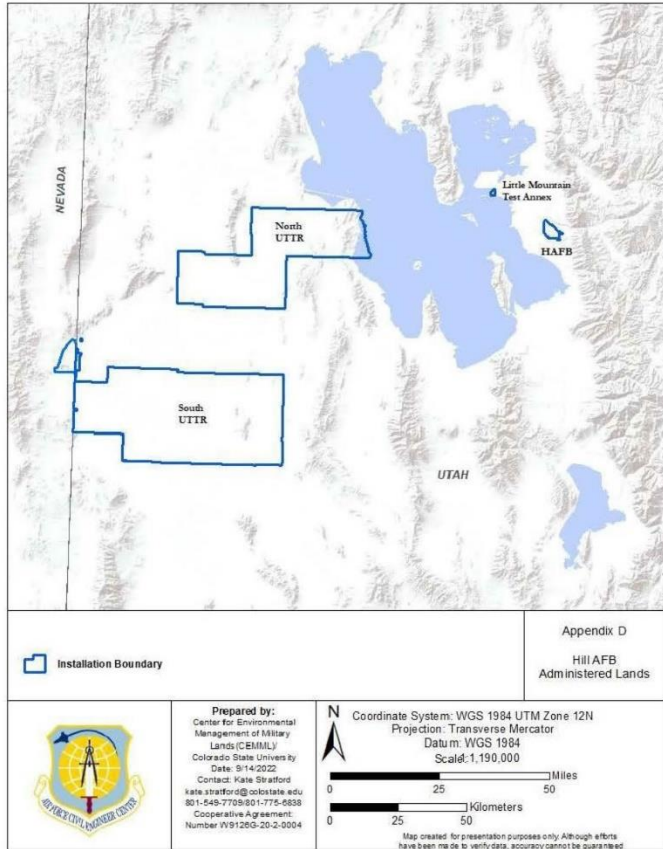 NEVADA
North
UTTR
Little Mountain
Test Annex
HAFB
South
UTTR
UTAH
Installation Boundary
Appendix D
Hill AFB
Administered Lands
AIR FORCE CIVIL ENGINEER CENTER
Prepared by:
Center for Environmental
Management of Military
Lands (CEMML)/
Colorado State University
Date: 9/14/2022
Contact: Kate Stratford
kate.stratford@colostate.edu
801-549-7709/801-775-6838
Cooperative Agreement:
Number W9126G-20-2-0004
N
Coordinate System: WGS 1984 UTM Zone 12N
Projection: Transverse Mercator
Datum: WGS 1984
Scale:1:1,190,000
Miles
0 25 50
Kilometers
0 25 50
Map created for presentation purposes only. Although efforts
have been made to verify data, accuracy cannot be guaranteed